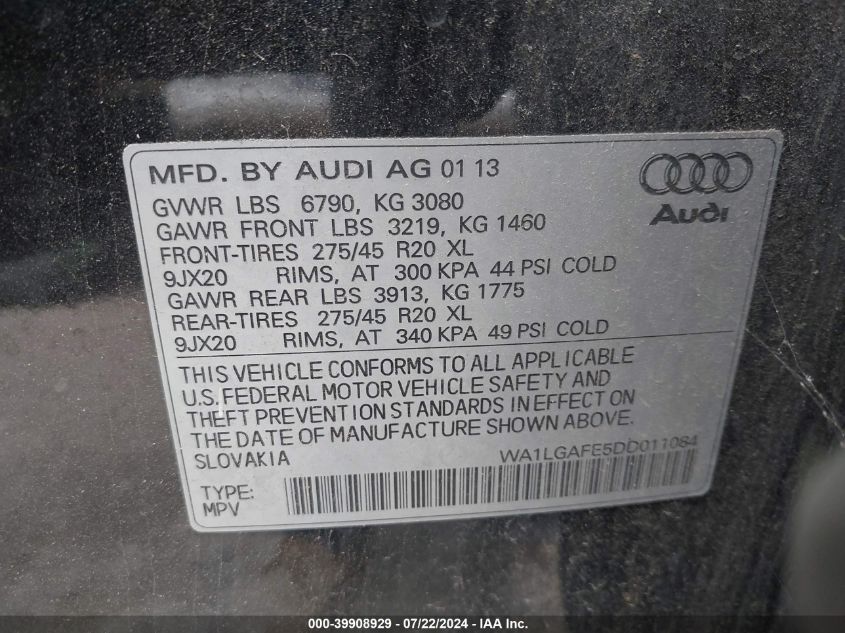 MFD. BY AUDI AG 01 13
Audi
GVWR LBS 6790, KG 3080
GAWR FRONT LBS 3219, KG 1460
FRONT-TIRES 275/45 R20 XL
9JX20 RIMS, AT 300 KPA 44 PSI COLD
GAWR REAR LBS 3913, KG 1775
REAR-TIRES 275/45 R20 XL
9JX20 RIMS, AT 340 KPA 49 PSI COLD
THIS VEHICLE CONFORMS TO ALL APPLICABLE
U.S. FEDERAL MOTOR VEHICLE SAFETY AND
THEFT PREVENTION STANDARDS IN EFFECT ON
THE DATE OF MANUFACTURE SHOWN ABOVE.
SLOVAKIA WA1LGAFE5DD011084
TYPE:
MPV
000-39908929 - 07/22/2024 - IAA Inc.